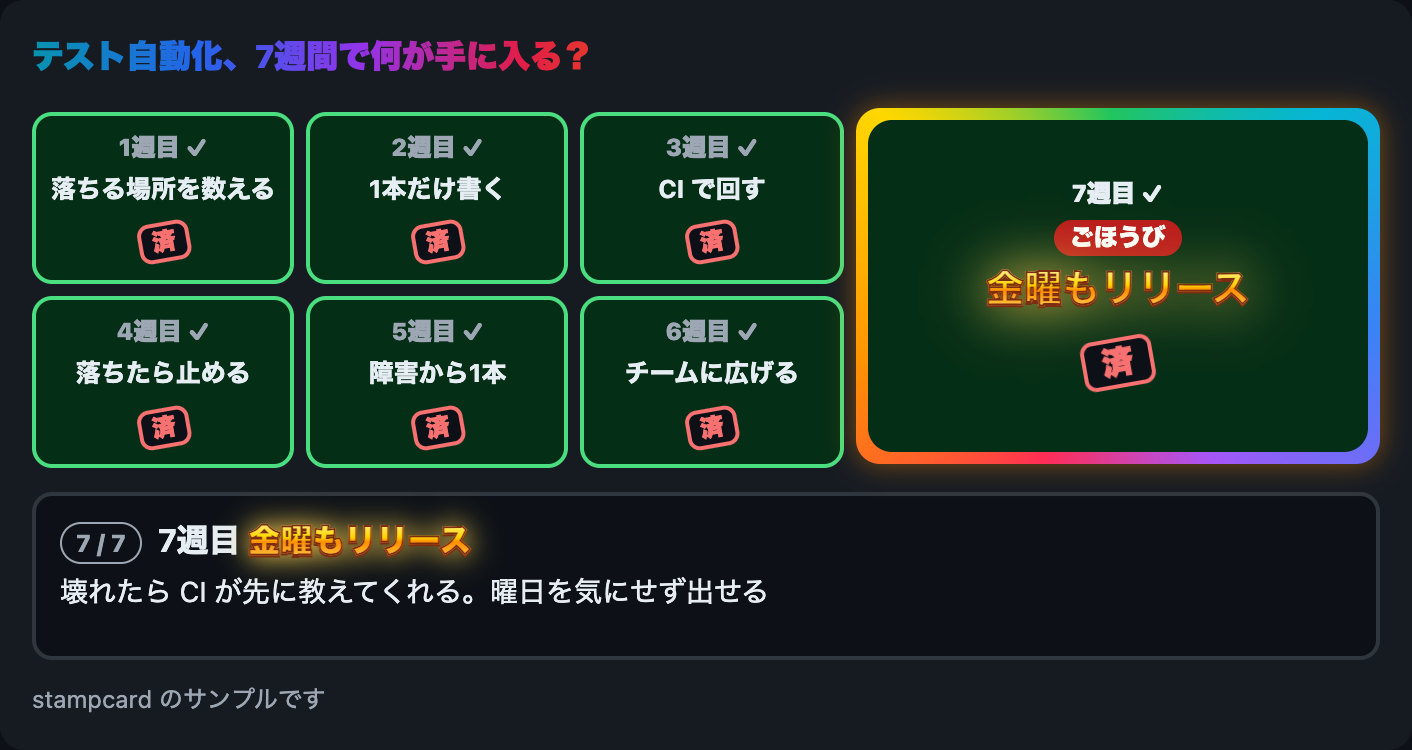 テスト自動化、7週間で何が手に入る？
1週目 ✓
落ちる場所を数える
済
2週目 ✓
1本だけ書く
済
3週目 ✓
CI で回す
済
4週目 ✓
落ちたら止める
済
5週目 ✓
障害から1本
済
6週目 ✓
チームに広げる
済
7週目 ✓
ごほうび
金曜もリリース
済
7 / 7 7週目 金曜もリリース
壊れたら CI が先に教えてくれる。曜日を気にせず出せる
stampcard のサンプルです